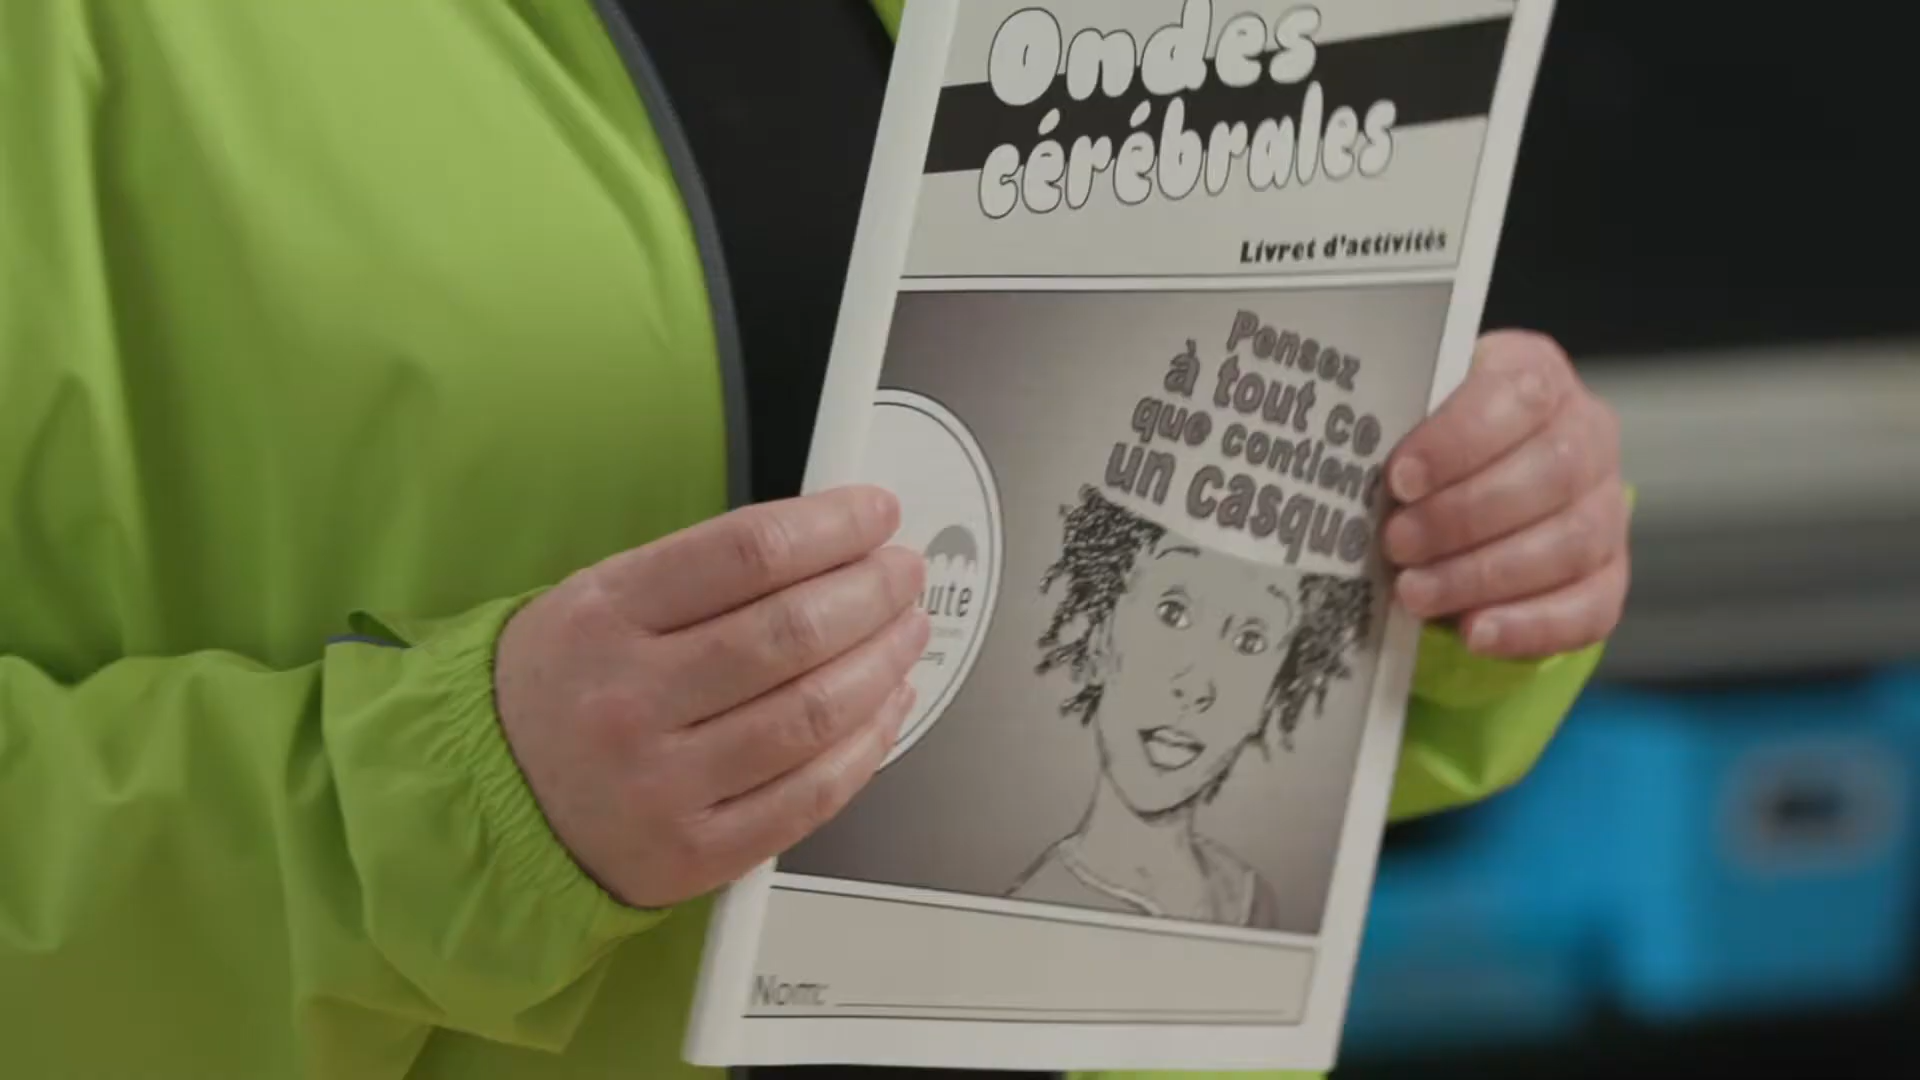 Ondes
cérébrales
Livret d'activités
Pensez
à tout ce
que contient
un casque
Nom: